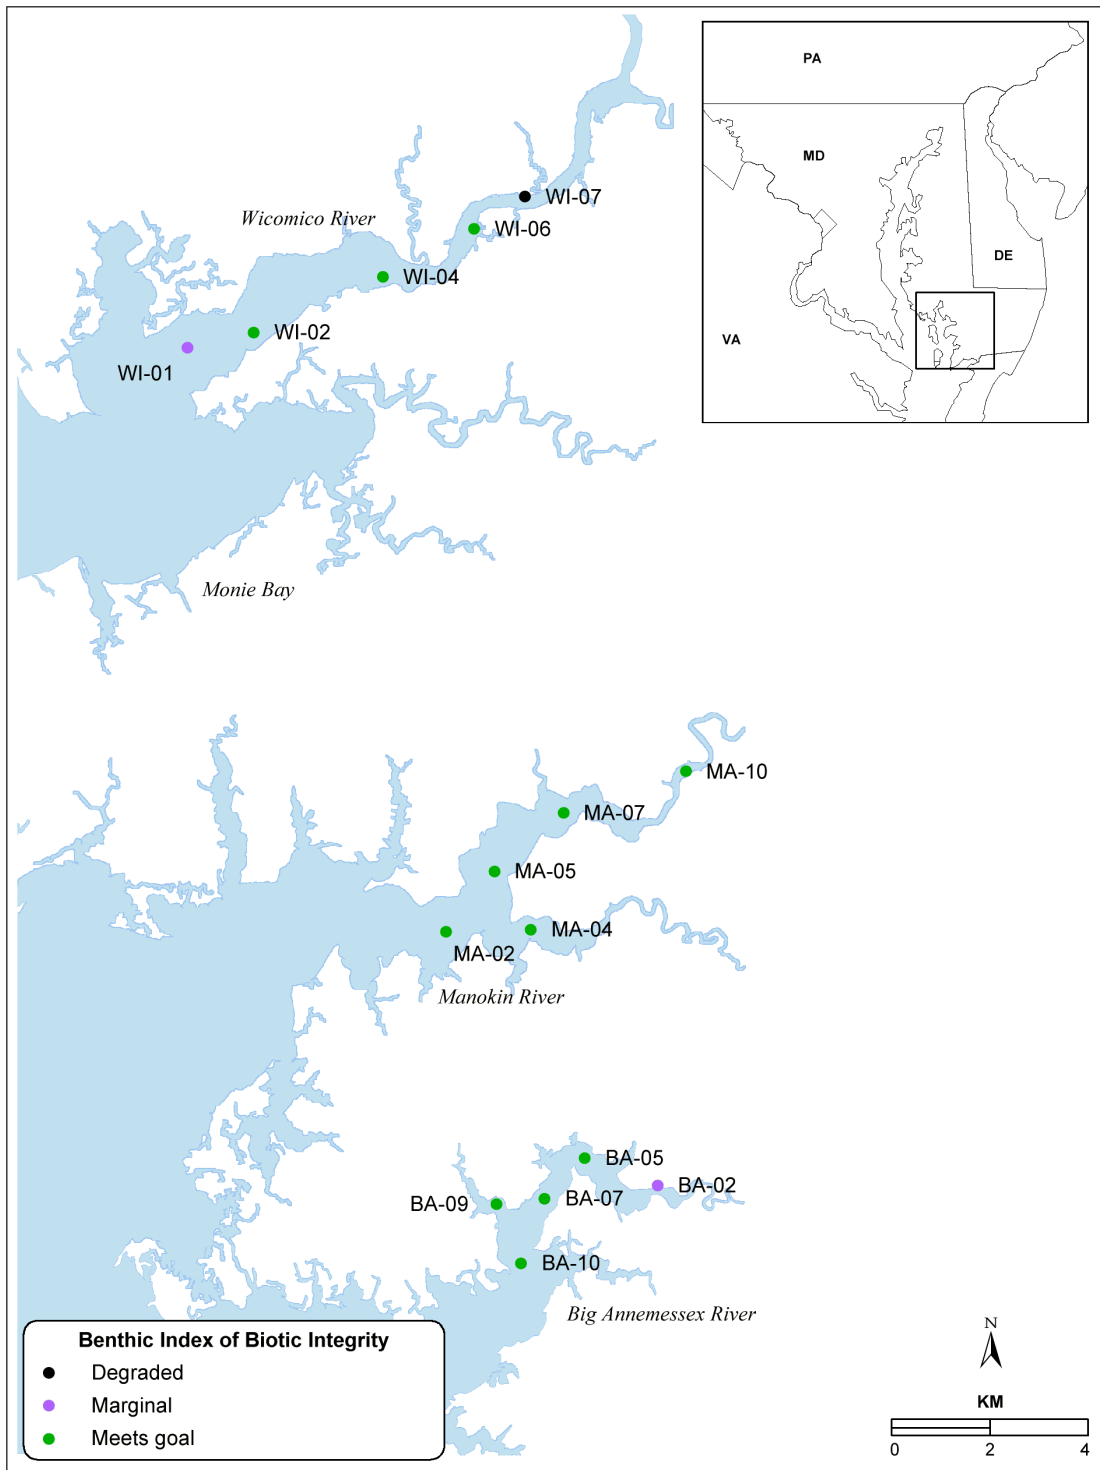 PA
MD
DE
VA
WI-07
Wicomico River
WI-06
WI-04
WI-02
WI-01
Monie Bay
MA-10
MA-07
MA-05
MA-04
MA-02
Manokin River
BA-05
BA-02
BA-07
BA-09
BA-10
Big Annemessex River
Benthic Index of Biotic Integrity
Degraded
Marginal
Meets goal
N
KM
0 2 4